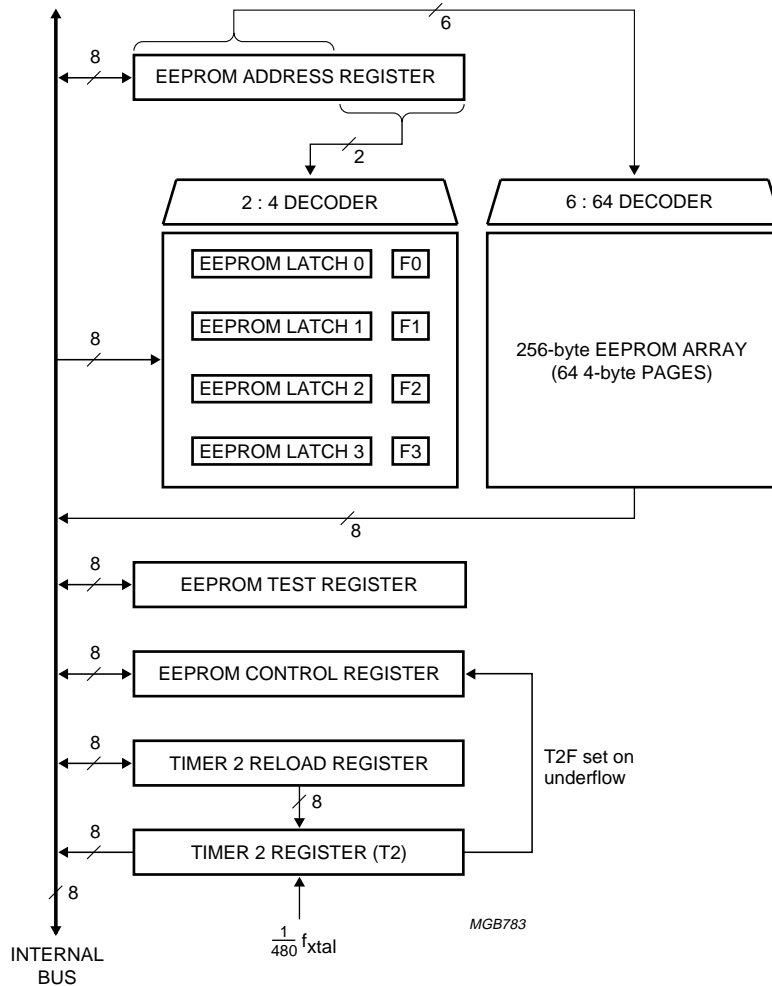 6
8
EEPROM ADDRESS REGISTER
2
2 : 4 DECODER
6 : 64 DECODER
EEPROM LATCH 0 F0
EEPROM LATCH 1 F1
8
256-byte EEPROM ARRAY
(64 4-byte PAGES)
EEPROM LATCH 2 F2
EEPROM LATCH 3 F3
8
8
EEPROM TEST REGISTER
8
EEPROM CONTROL REGISTER
T2F set on
underflow
8
TIMER 2 RELOAD REGISTER
8
8
TIMER 2 REGISTER (T2)
8
1/480 fxtal
MGB783
INTERNAL
BUS